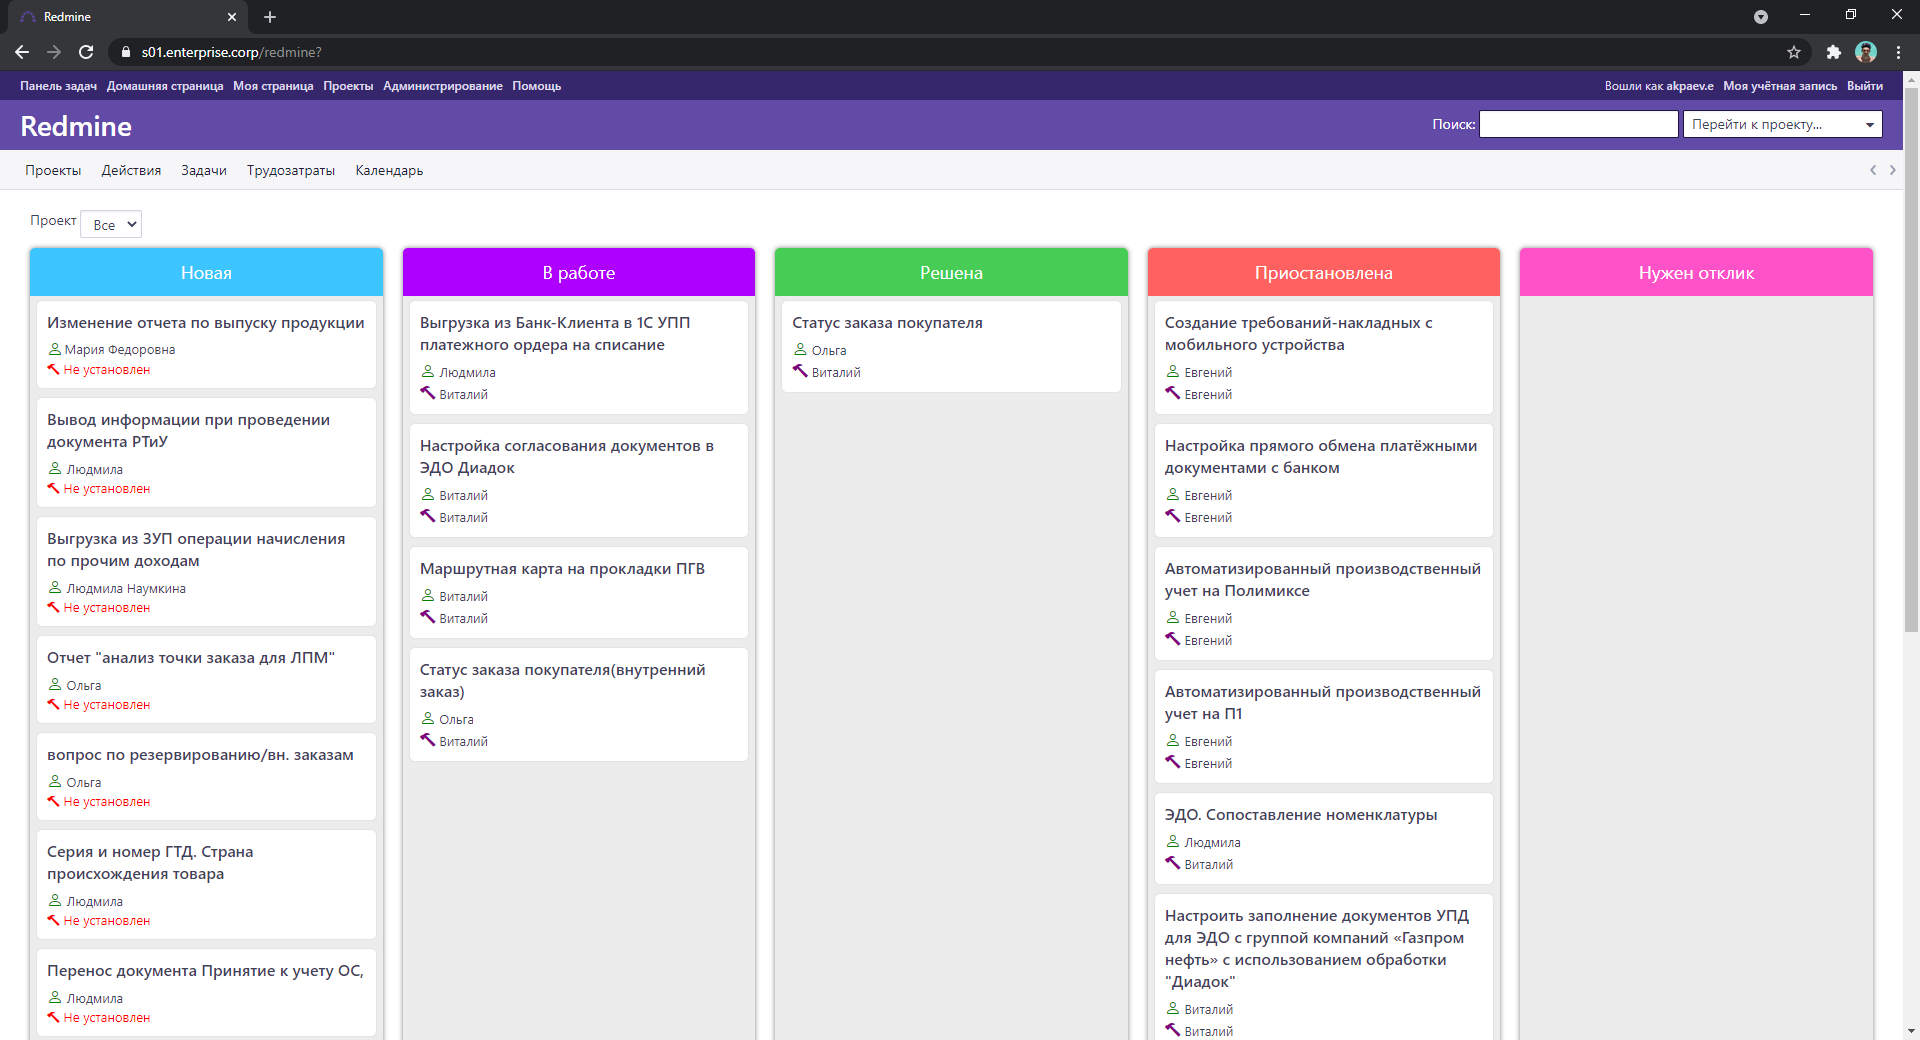 Redmine
s01.enterprise.corp/redmine?
Панель задач Домашняя страница Моя страница Проекты Администрирование Помощь
Вошли как akpaev.e Моя учётная запись Выйти
Redmine
Поиск: Перейти к проекту...
Проекты Действия Задачи Трудозатраты Календарь
Проект Все
Новая
Изменение отчета по выпуску продукции
Мария Федоровна
Не установлен
Вывод информации при проведении
документа РТиУ
Людмила
Не установлен
Выгрузка из ЗУП операции начисления
по прочим доходам
Людмила Наумкина
Не установлен
Отчет "анализ точки заказа для ЛПМ"
Ольга
Не установлен
вопрос по резервированию/вн. заказам
Ольга
Не установлен
Серия и номер ГТД. Страна
происхождения товара
Людмила
Не установлен
Перенос документа Принятие к учету ОС,
Людмила
Не установлен
В работе
Выгрузка из Банк-Клиента в 1С УПП
платежного ордера на списание
Людмила
Виталий
Настройка согласования документов в
ЭДО Диадок
Виталий
Виталий
Маршрутная карта на прокладки ПГВ
Виталий
Виталий
Статус заказа покупателя(внутренний
заказ)
Ольга
Виталий
Решена
Статус заказа покупателя
Ольга
Виталий
Приостановлена
Создание требований-накладных с
мобильного устройства
Евгений
Евгений
Настройка прямого обмена платёжными
документами с банком
Евгений
Евгений
Автоматизированный производственный
учет на Полимиксе
Евгений
Евгений
Автоматизированный производственный
учет на П1
Евгений
Евгений
ЭДО. Сопоставление номенклатуры
Людмила
Виталий
Настроить заполнение документов УПД
для ЭДО с группой компаний «Газпром
нефть» с использованием обработки
"Диадок"
Виталий
Виталий
Нужен отклик